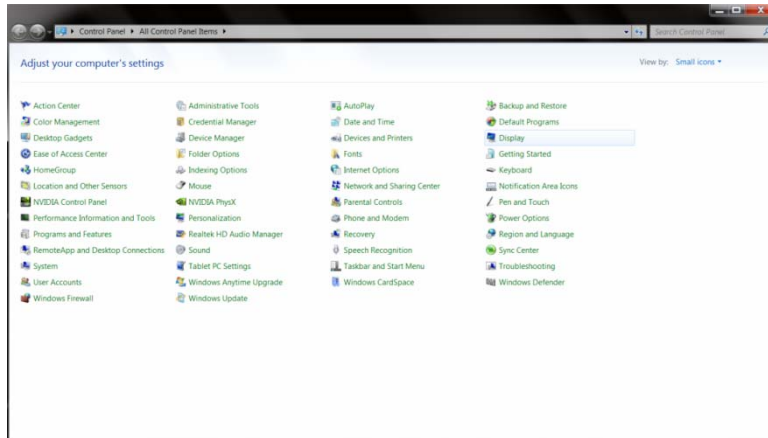 Control Panel ▸ All Control Panel Items ▸ Search Control Panel
Adjust your computer's settings View by: Small icons
Action Center Administrative Tools AutoPlay Backup and Restore
Color Management Credential Manager Date and Time Default Programs
Desktop Gadgets Device Manager Devices and Printers Display
Ease of Access Center Folder Options Fonts Getting Started
HomeGroup Indexing Options Internet Options Keyboard
Location and Other Sensors Mouse Network and Sharing Center Notification Area Icons
NVIDIA Control Panel NVIDIA PhysX Parental Controls Pen and Touch
Performance Information and Tools Personalization Phone and Modem Power Options
Programs and Features Realtek HD Audio Manager Recovery Region and Language
RemoteApp and Desktop Connections Sound Speech Recognition Sync Center
System Tablet PC Settings Taskbar and Start Menu Troubleshooting
User Accounts Windows Anytime Upgrade Windows CardSpace Windows Defender
Windows Firewall Windows Update